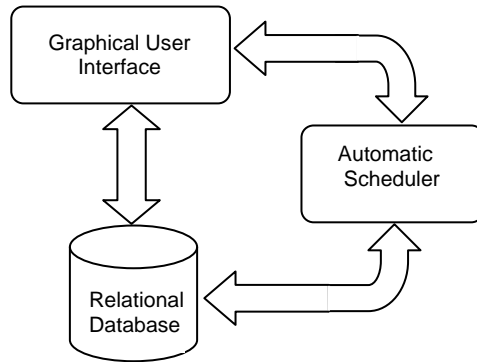 Graphical User
Interface
Automatic
Scheduler
Relational
Database